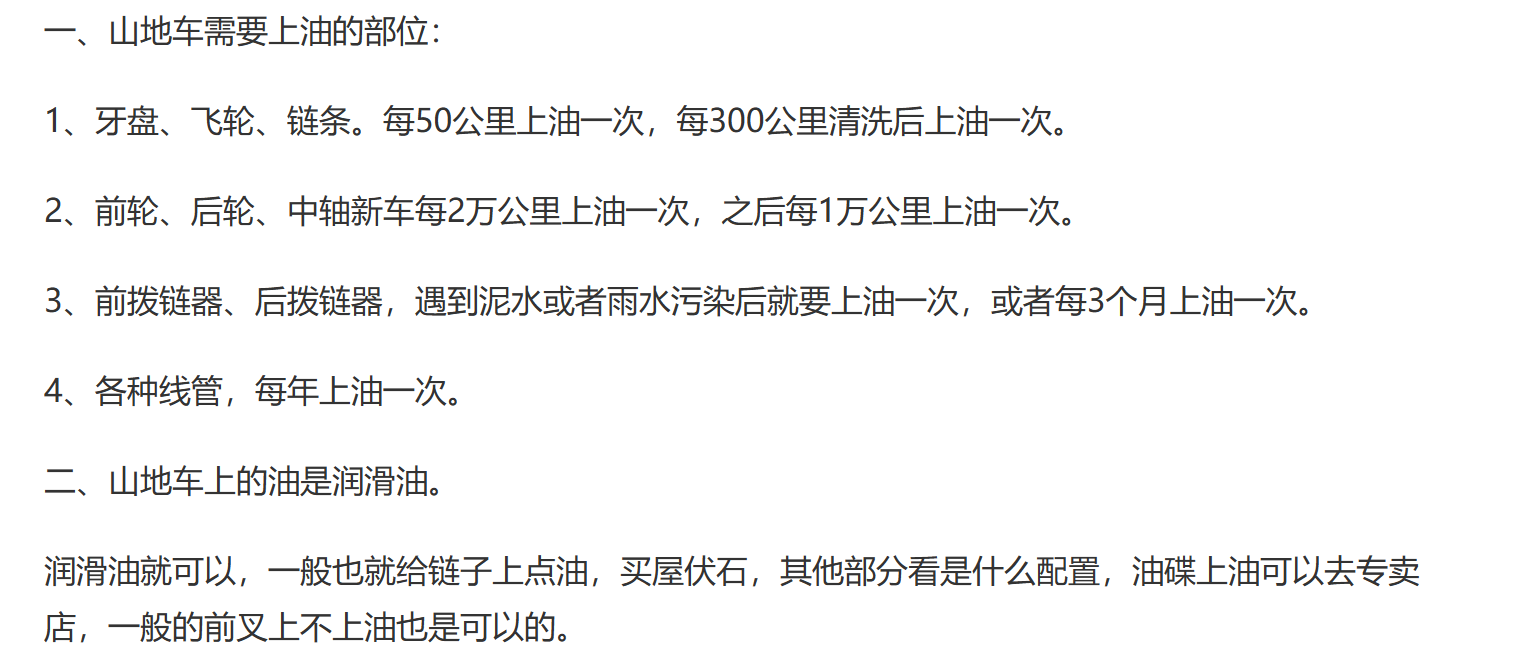 一、山地车需要上油的部位：
1、牙盘、飞轮、链条。每50公里上油一次，每300公里清洗后上油一次。
2、前轮、后轮、中轴新车每2万公里上油一次，之后每1万公里上油一次。
3、前拨链器、后拨链器，遇到泥水或者雨水污染后就要上油一次，或者每3个月上油一次。
4、各种线管，每年上油一次。
二、山地车上的油是润滑油。
润滑油就可以，一般也就给链子上点油，买屋伏石，其他部分看是什么配置，油碟上油可以去专卖
店，一般的前叉上不上油也是可以的。